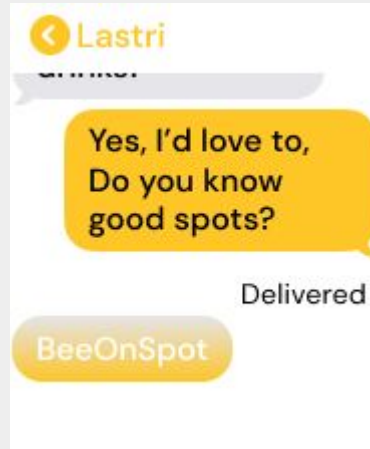 Lastri
Yes, I'd love to,
Do you know
good spots?
Delivered
BeeOnSpot